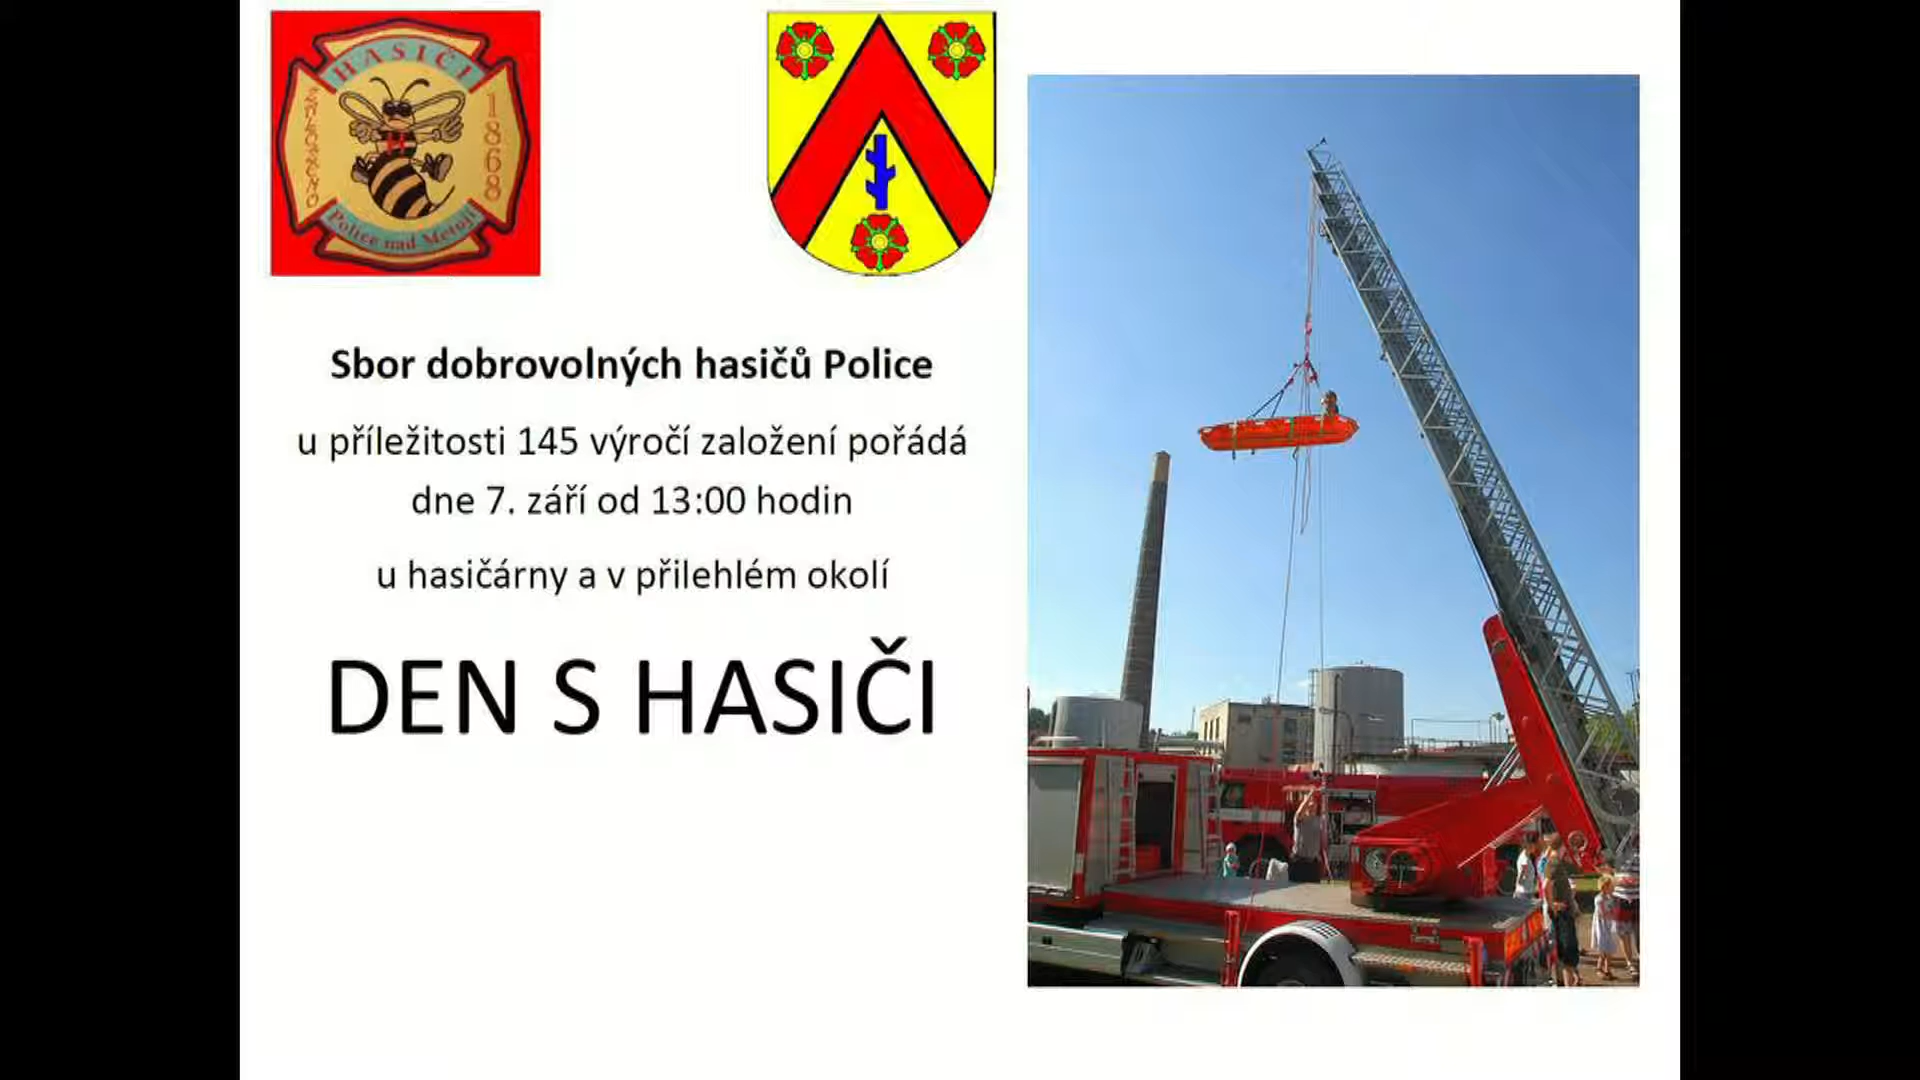 HASIČI
ZALOŽENO
1868
Police nad Metují
Sbor dobrovolných hasičů Police
u příležitosti 145 výročí založení pořádá
dne 7. září od 13:00 hodin
u hasičárny a v přilehlém okolí
DEN S HASIČI